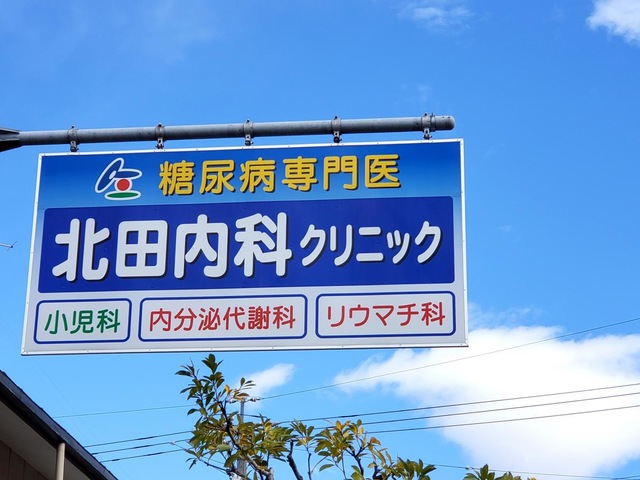 糖尿病専門医
北田内科クリニック
小児科 内分泌代謝科 リウマチ科